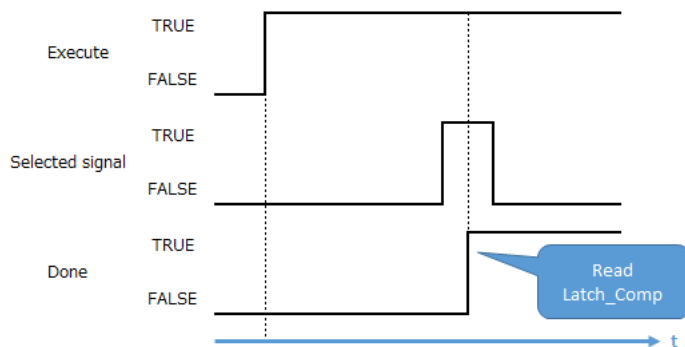 TRUE
Execute
FALSE
TRUE
Selected signal
FALSE
TRUE
Done
FALSE
Read
Latch_Comp
t